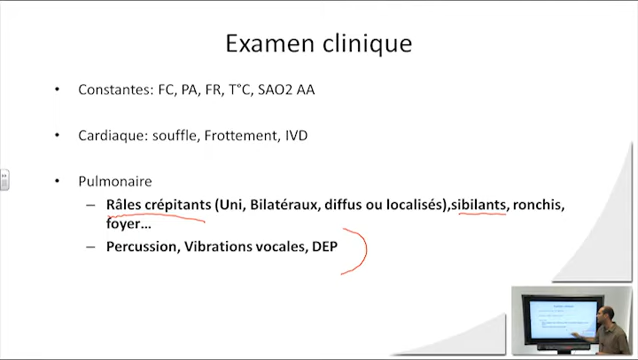 Examen clinique
• Constantes: FC, PA, FR, T°C, SAO2 AA
• Cardiaque: souffle, Frottement, IVD
• Pulmonaire
– Râles crépitants (Uni, Bilatéraux, diffus ou localisés),sibilants, ronchis,
foyer...
– Percussion, Vibrations vocales, DEP